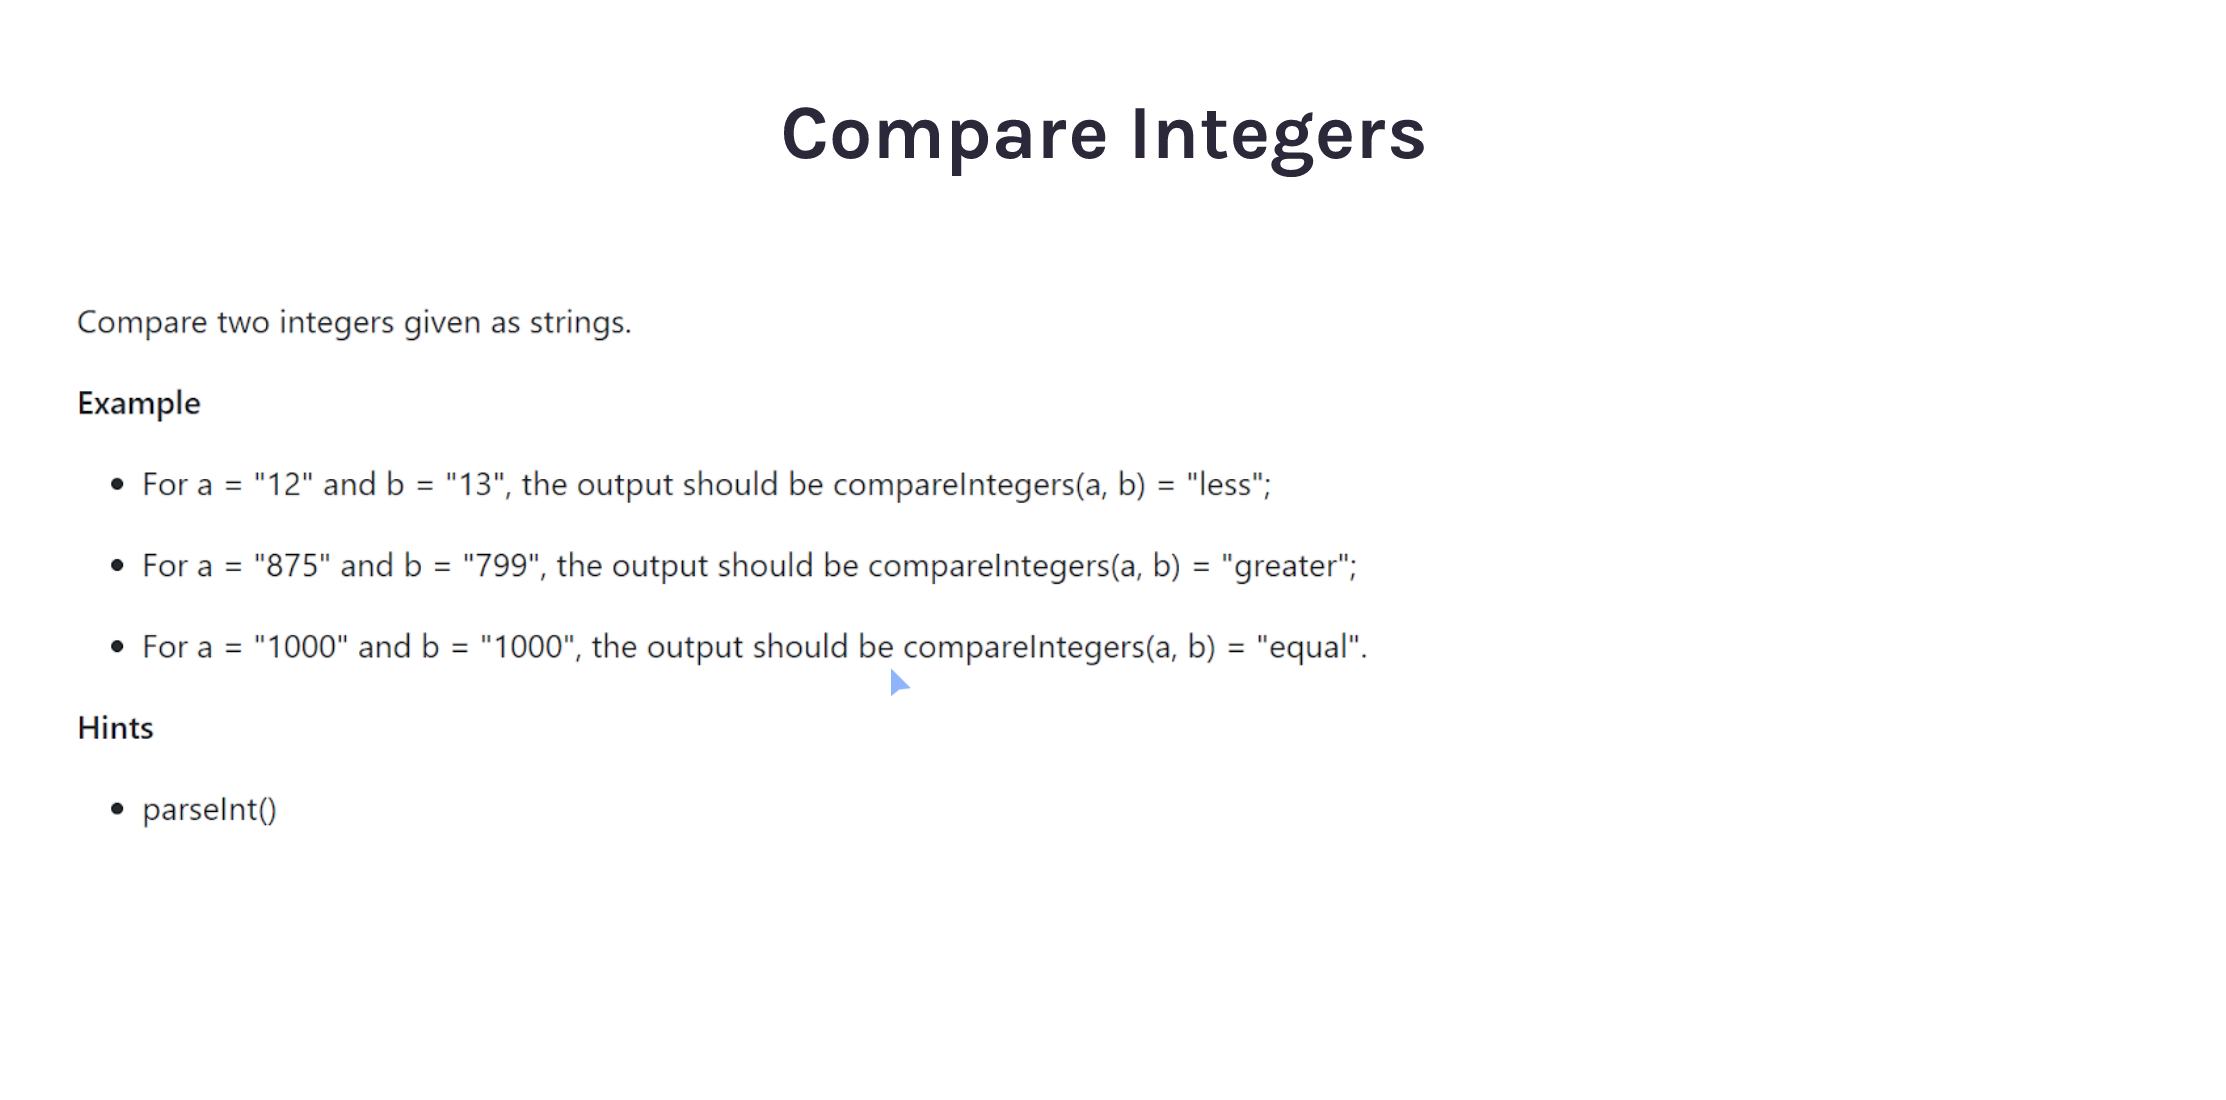 Compare Integers
Compare two integers given as strings.
Example
• For a = "12" and b = "13", the output should be compareIntegers(a, b) = "less";
• For a = "875" and b = "799", the output should be compareIntegers(a, b) = "greater";
• For a = "1000" and b = "1000", the output should be compareIntegers(a, b) = "equal".
Hints
• parseInt()